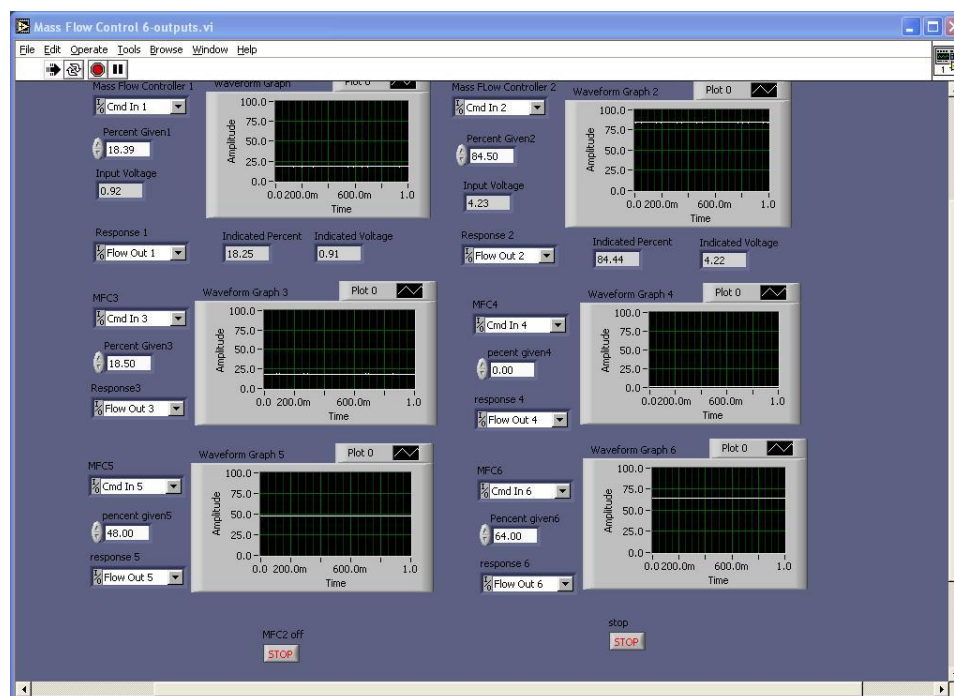 Mass Flow Control 6-outputs.vi
File Edit Operate Tools Browse Window Help
1
Mass Flow Controller 1
Cmd In 1
Percent Given1
18.39
Input Voltage
0.92
Waveform Graph
Plot 0
100.0
75.0
50.0
25.0
0.0
Amplitude
0.0 200.0m 600.0m 1.0
Time
Response 1
Flow Out 1
Indicated Percent
18.25
Indicated Voltage
0.91
Mass FLow Controller 2
Cmd In 2
Percent Given2
84.50
Input Voltage
4.23
Waveform Graph 2
Plot 0
100.0
75.0
50.0
25.0
0.0
Amplitude
0.0 200.0m 600.0m 1.0
Time
Response 2
Flow Out 2
Indicated Percent
84.44
Indicated Voltage
4.22
MFC3
Cmd In 3
Percent Given3
18.50
Response3
Flow Out 3
Waveform Graph 3
Plot 0
100.0
75.0
50.0
25.0
0.0
Amplitude
0.0 200.0m 600.0m 1.0
Time
MFC4
Cmd In 4
pecent given4
0.00
response 4
Flow Out 4
Waveform Graph 4
Plot 0
100.0
75.0
50.0
25.0
0.0
Amplitude
0.0 200.0m 600.0m 1.0
Time
MFC5
Cmd In 5
pencent given5
48.00
response 5
Flow Out 5
Waveform Graph 5
Plot 0
100.0
75.0
50.0
25.0
0.0
Amplitude
0.0 200.0m 600.0m 1.0
Time
MFC6
Cmd In 6
Pencent given6
64.00
response 6
Flow Out 6
Waveform Graph 6
Plot 0
100.0
75.0
50.0
25.0
0.0
Amplitude
0.0 200.0m 600.0m 1.0
Time
MFC2 off
STOP
stop
STOP